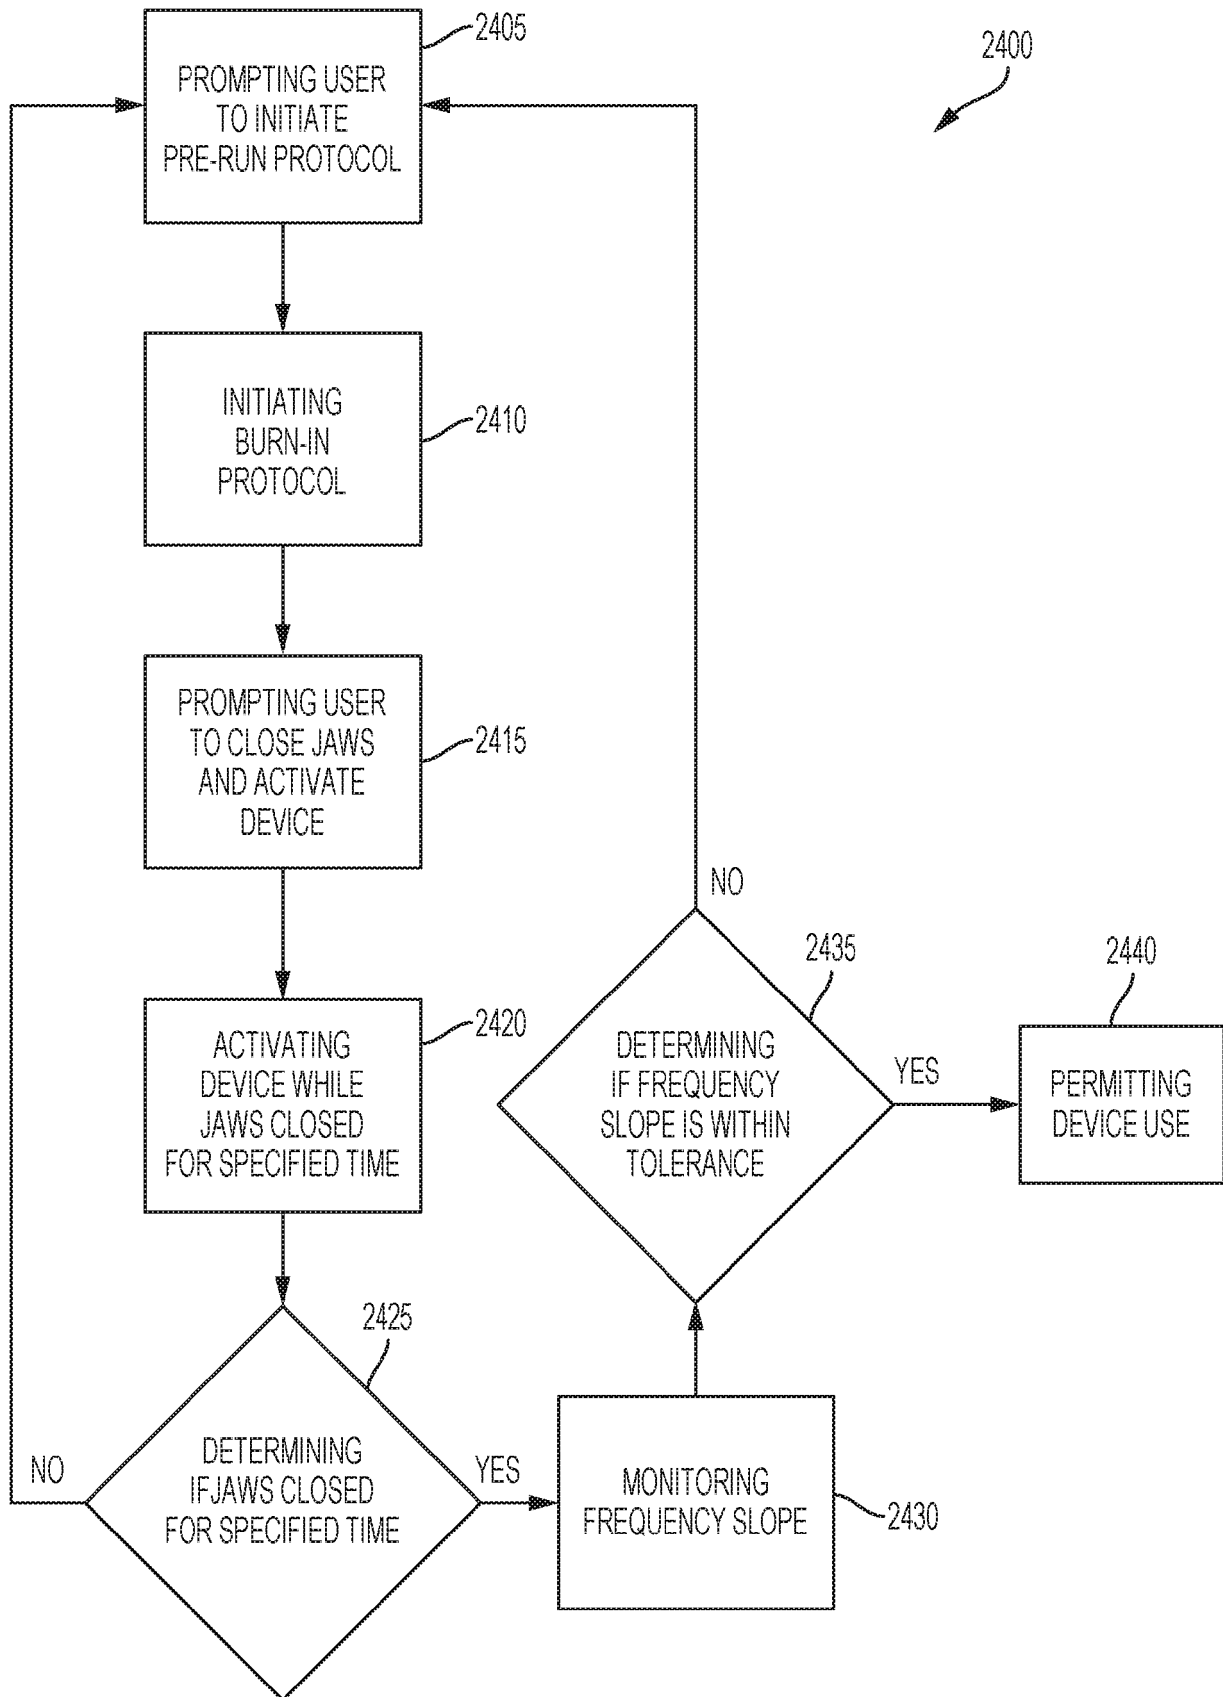 2405
2400
PROMPTING USER
TO INITIATE
PRE-RUN PROTOCOL
INITIATING
BURN-IN
PROTOCOL
2410
PROMPTING USER
TO CLOSE JAWS
AND ACTIVATE
DEVICE
2415
ACTIVATING
DEVICE WHILE
JAWS CLOSED
FOR SPECIFIED TIME
2420
2425
DETERMINING
IFJAWS CLOSED
FOR SPECIFIED TIME
NO
YES
MONITORING
FREQUENCY SLOPE
2430
NO
2435
DETERMINING
IF FREQUENCY
SLOPE IS WITHIN
TOLERANCE
YES
2440
PERMITTING
DEVICE USE